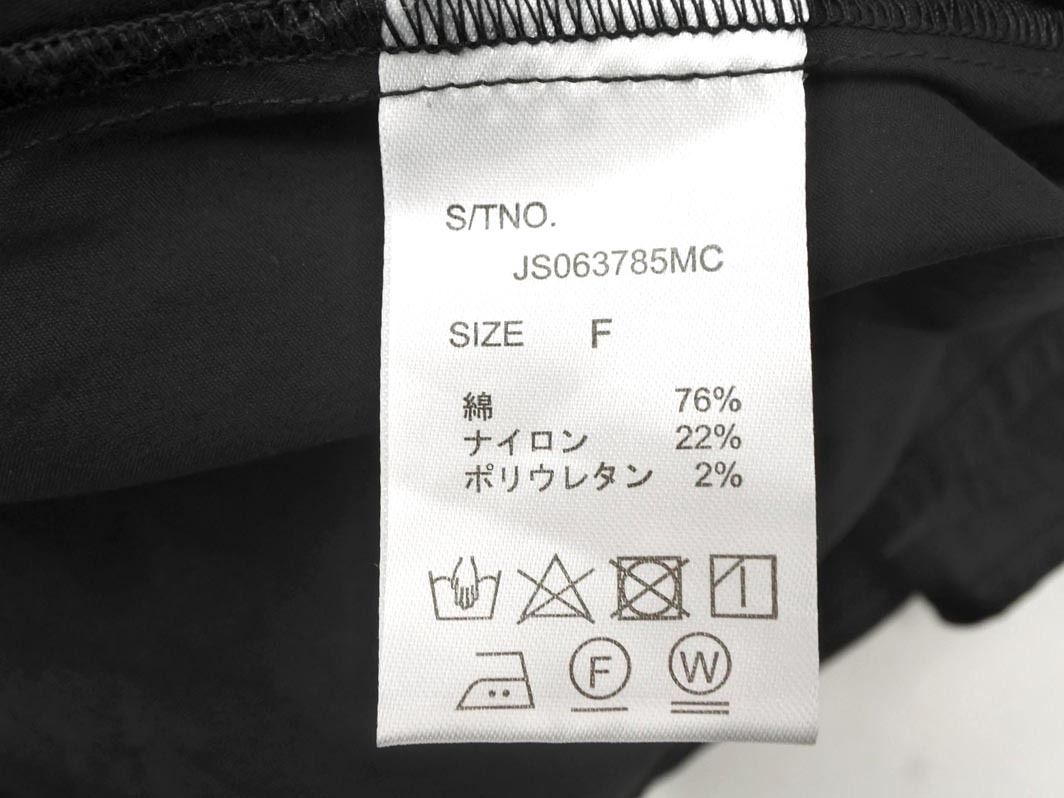 S/TNO.
JS063785MC
SIZE F
綿 76%
ナイロン 22%
ポリウレタン 2%
F W